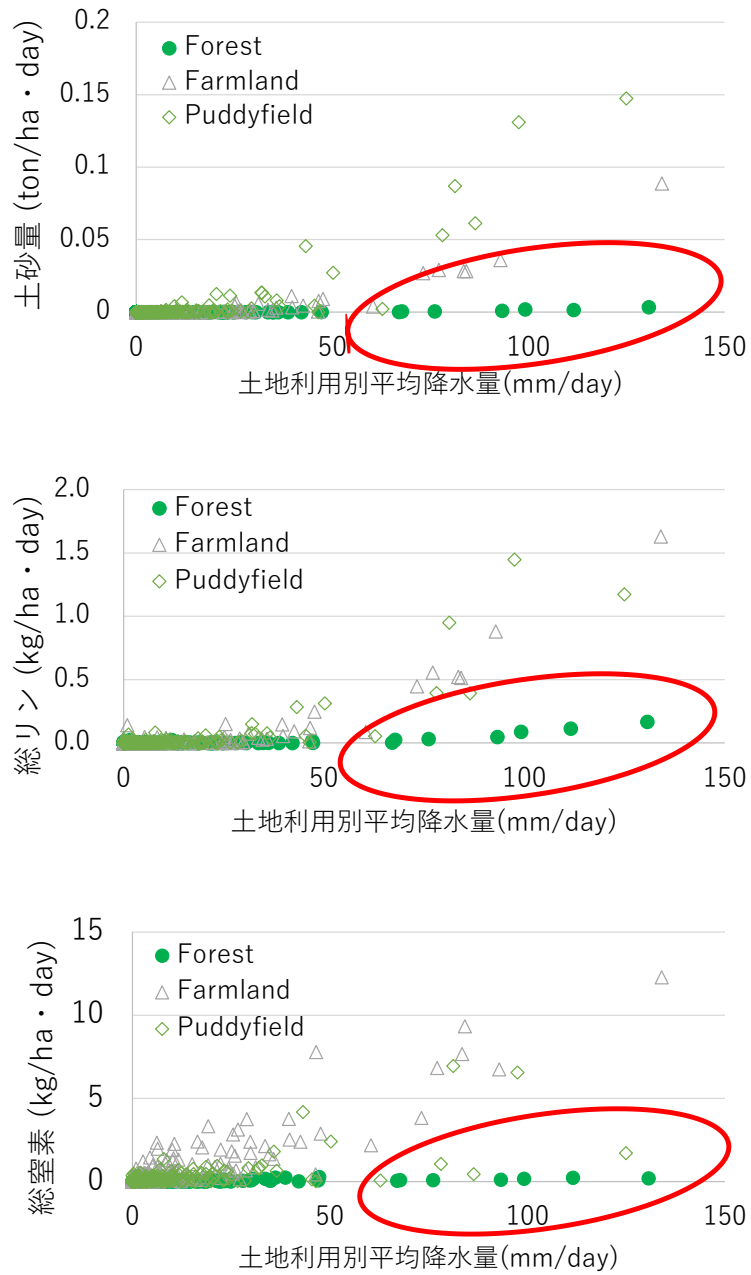 0.2
0.15
0.1
0.05
0
Forest
Farmland
Puddyfield
土砂量 (ton/ha・day)
0 50 100 150
土地利用別平均降水量(mm/day)
2.0
1.5
1.0
0.5
0.0
Forest
Farmland
Puddyfield
総リン (kg/ha・day)
0 50 100 150
土地利用別平均降水量(mm/day)
15
10
5
0
Forest
Farmland
Puddyfield
総窒素 (kg/ha・day)
0 50 100 150
土地利用別平均降水量(mm/day)